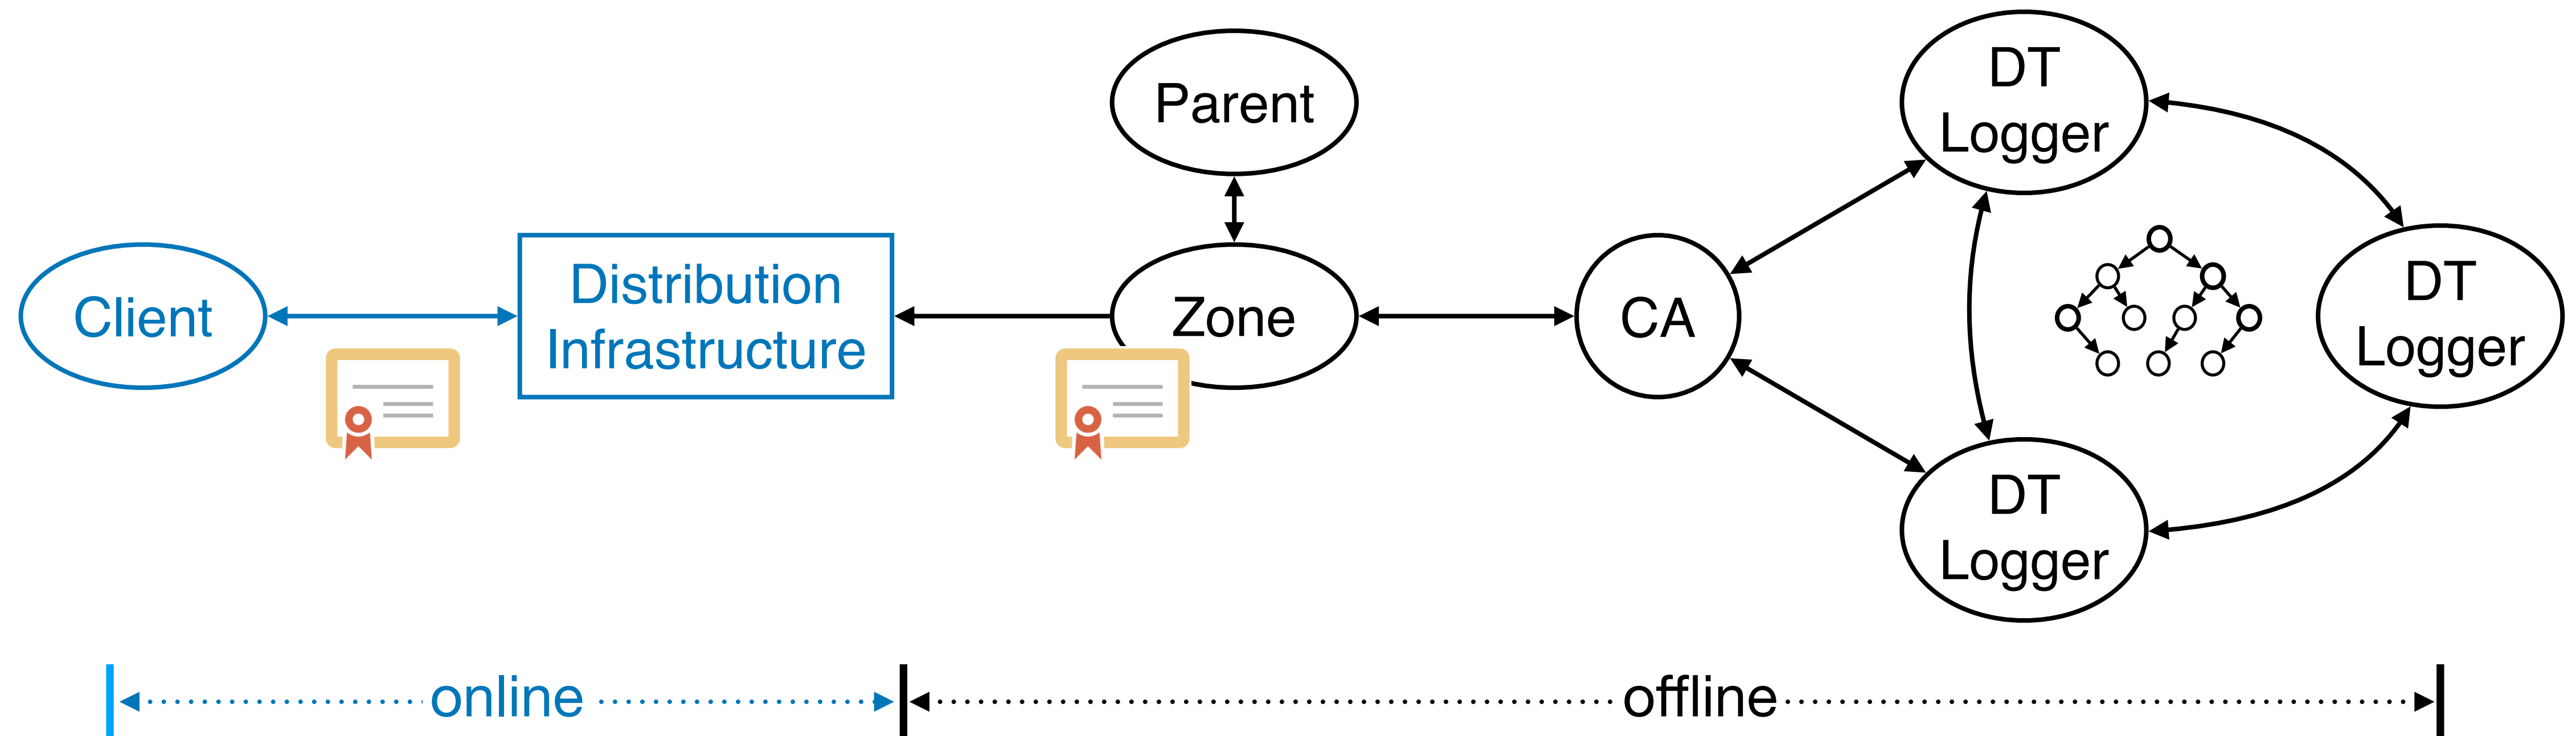 Client
Distribution
Infrastructure
Parent
Zone
CA
DT
Logger
DT
Logger
DT
Logger
online
offline